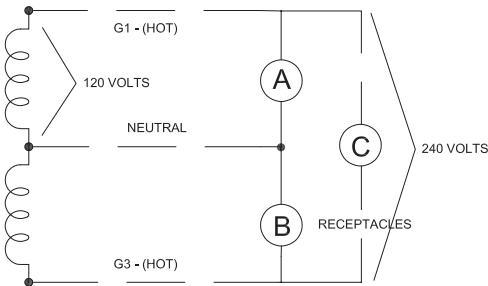 G1 - (HOT)
A
120 VOLTS
NEUTRAL
C
240 VOLTS
B
RECEPTACLES
G3 - (HOT)